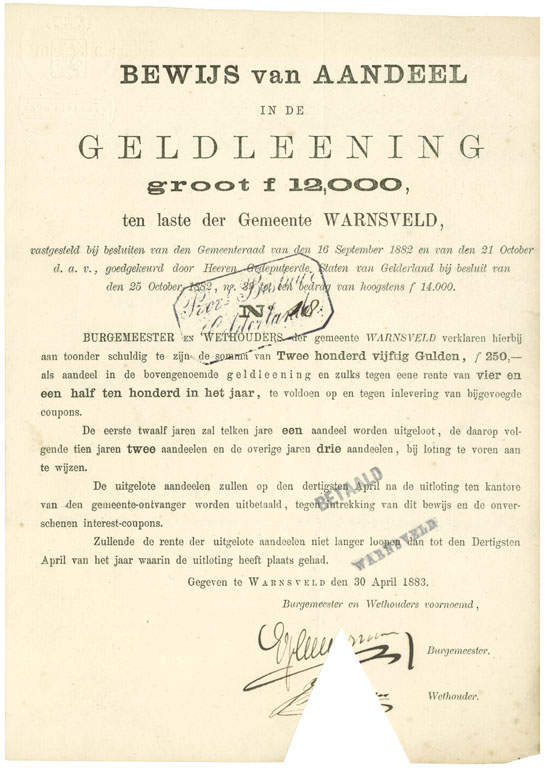 BEWIJS van AANDEEL
IN DE
GELDLEENING
groot f 12,000,
ten laste der Gemeente WARNSVELD,
vastgesteld bij besluiten van den Gemeenteraad van den 16 September 1882 en van den 21 October
d. a. v., goedgekeurd door Heeren Gedeputeerde Staten van Gelderland bij besluit van
den 25 October 1882, no. tot een bedrag van hoogstens f 14.000.
Prov. Bestuur
Gelderland
No.
BURGEMEESTER EN WETHOUDERS der gemeente WARNSVELD verklaren hierbij
aan toonder schuldig te zijn de somma van Twee honderd vijftig Gulden, f 250,—
als aandeel in de bovengenoemde geldleening en zulks tegen eene rente van vier en
een half ten honderd in het jaar, te voldoen op en tegen inlevering van bijgevoegde
coupons.
De eerste twaalf jaren zal telken jare een aandeel worden uitgeloot, de daarop vol-
gende tien jaren twee aandeelen en de overige jaren drie aandeelen, bij loting te voren aan
te wijzen.
De uitgelote aandeelen zullen op den dertigsten April na de uitloting ten kantore
van den gemeente-ontvanger worden uitbetaald, tegen intrekking van dit bewijs en de onver-
schenen interest-coupons.
BETAALD
WARNSVELD
Zullende de rente der uitgelote aandeelen niet langer loopen dan tot den Dertigsten
April van het jaar waarin de uitloting heeft plaats gehad.
Gegeven te WARNSVELD den 30 April 1883.
Burgemeester en Wethouders voornoemd,
Burgemeester.
Wethouder.